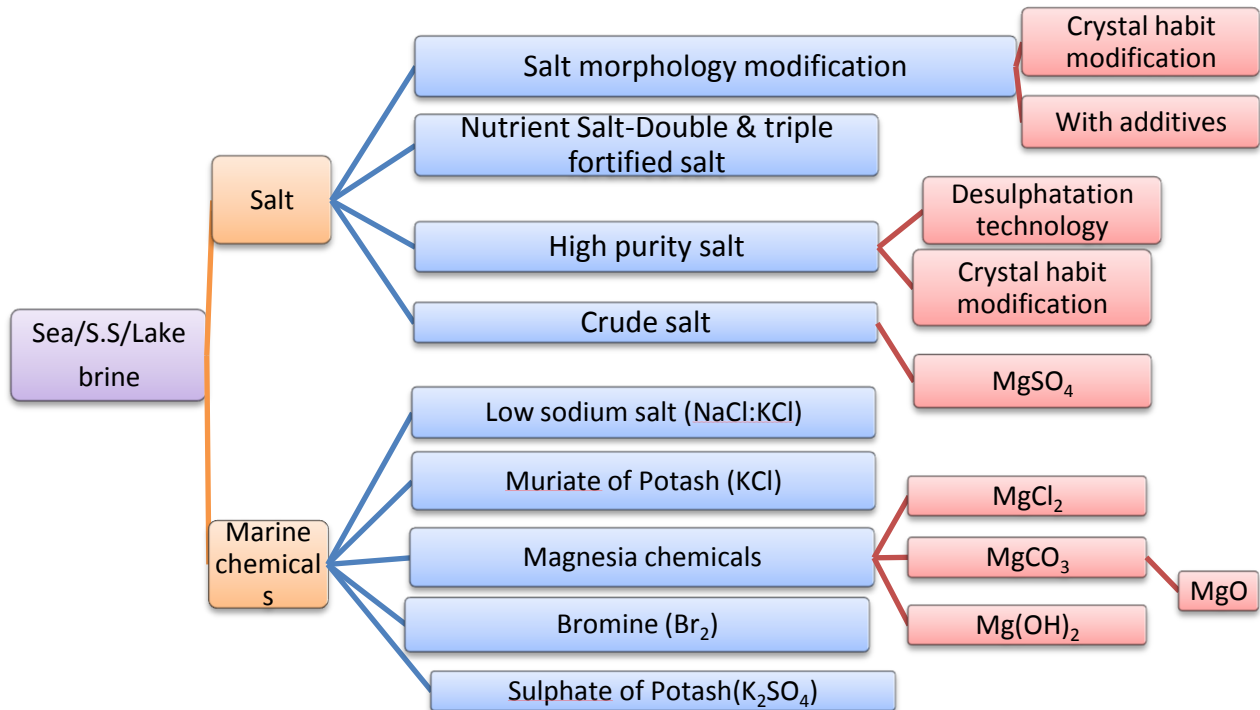 Sea/S.S/Lake
brine
Salt
Marine
chemical
s
Salt morphology modification
Nutrient Salt-Double & triple
fortified salt
High purity salt
Crude salt
Low sodium salt (NaCl:KCl)
Muriate of Potash (KCl)
Magnesia chemicals
Bromine (Br₂)
Sulphate of Potash(K₂SO₄)
Crystal habit
modification
With additives
Desulphatation
technology
Crystal habit
modification
MgSO₄
MgCl₂
MgCO₃
Mg(OH)₂
MgO